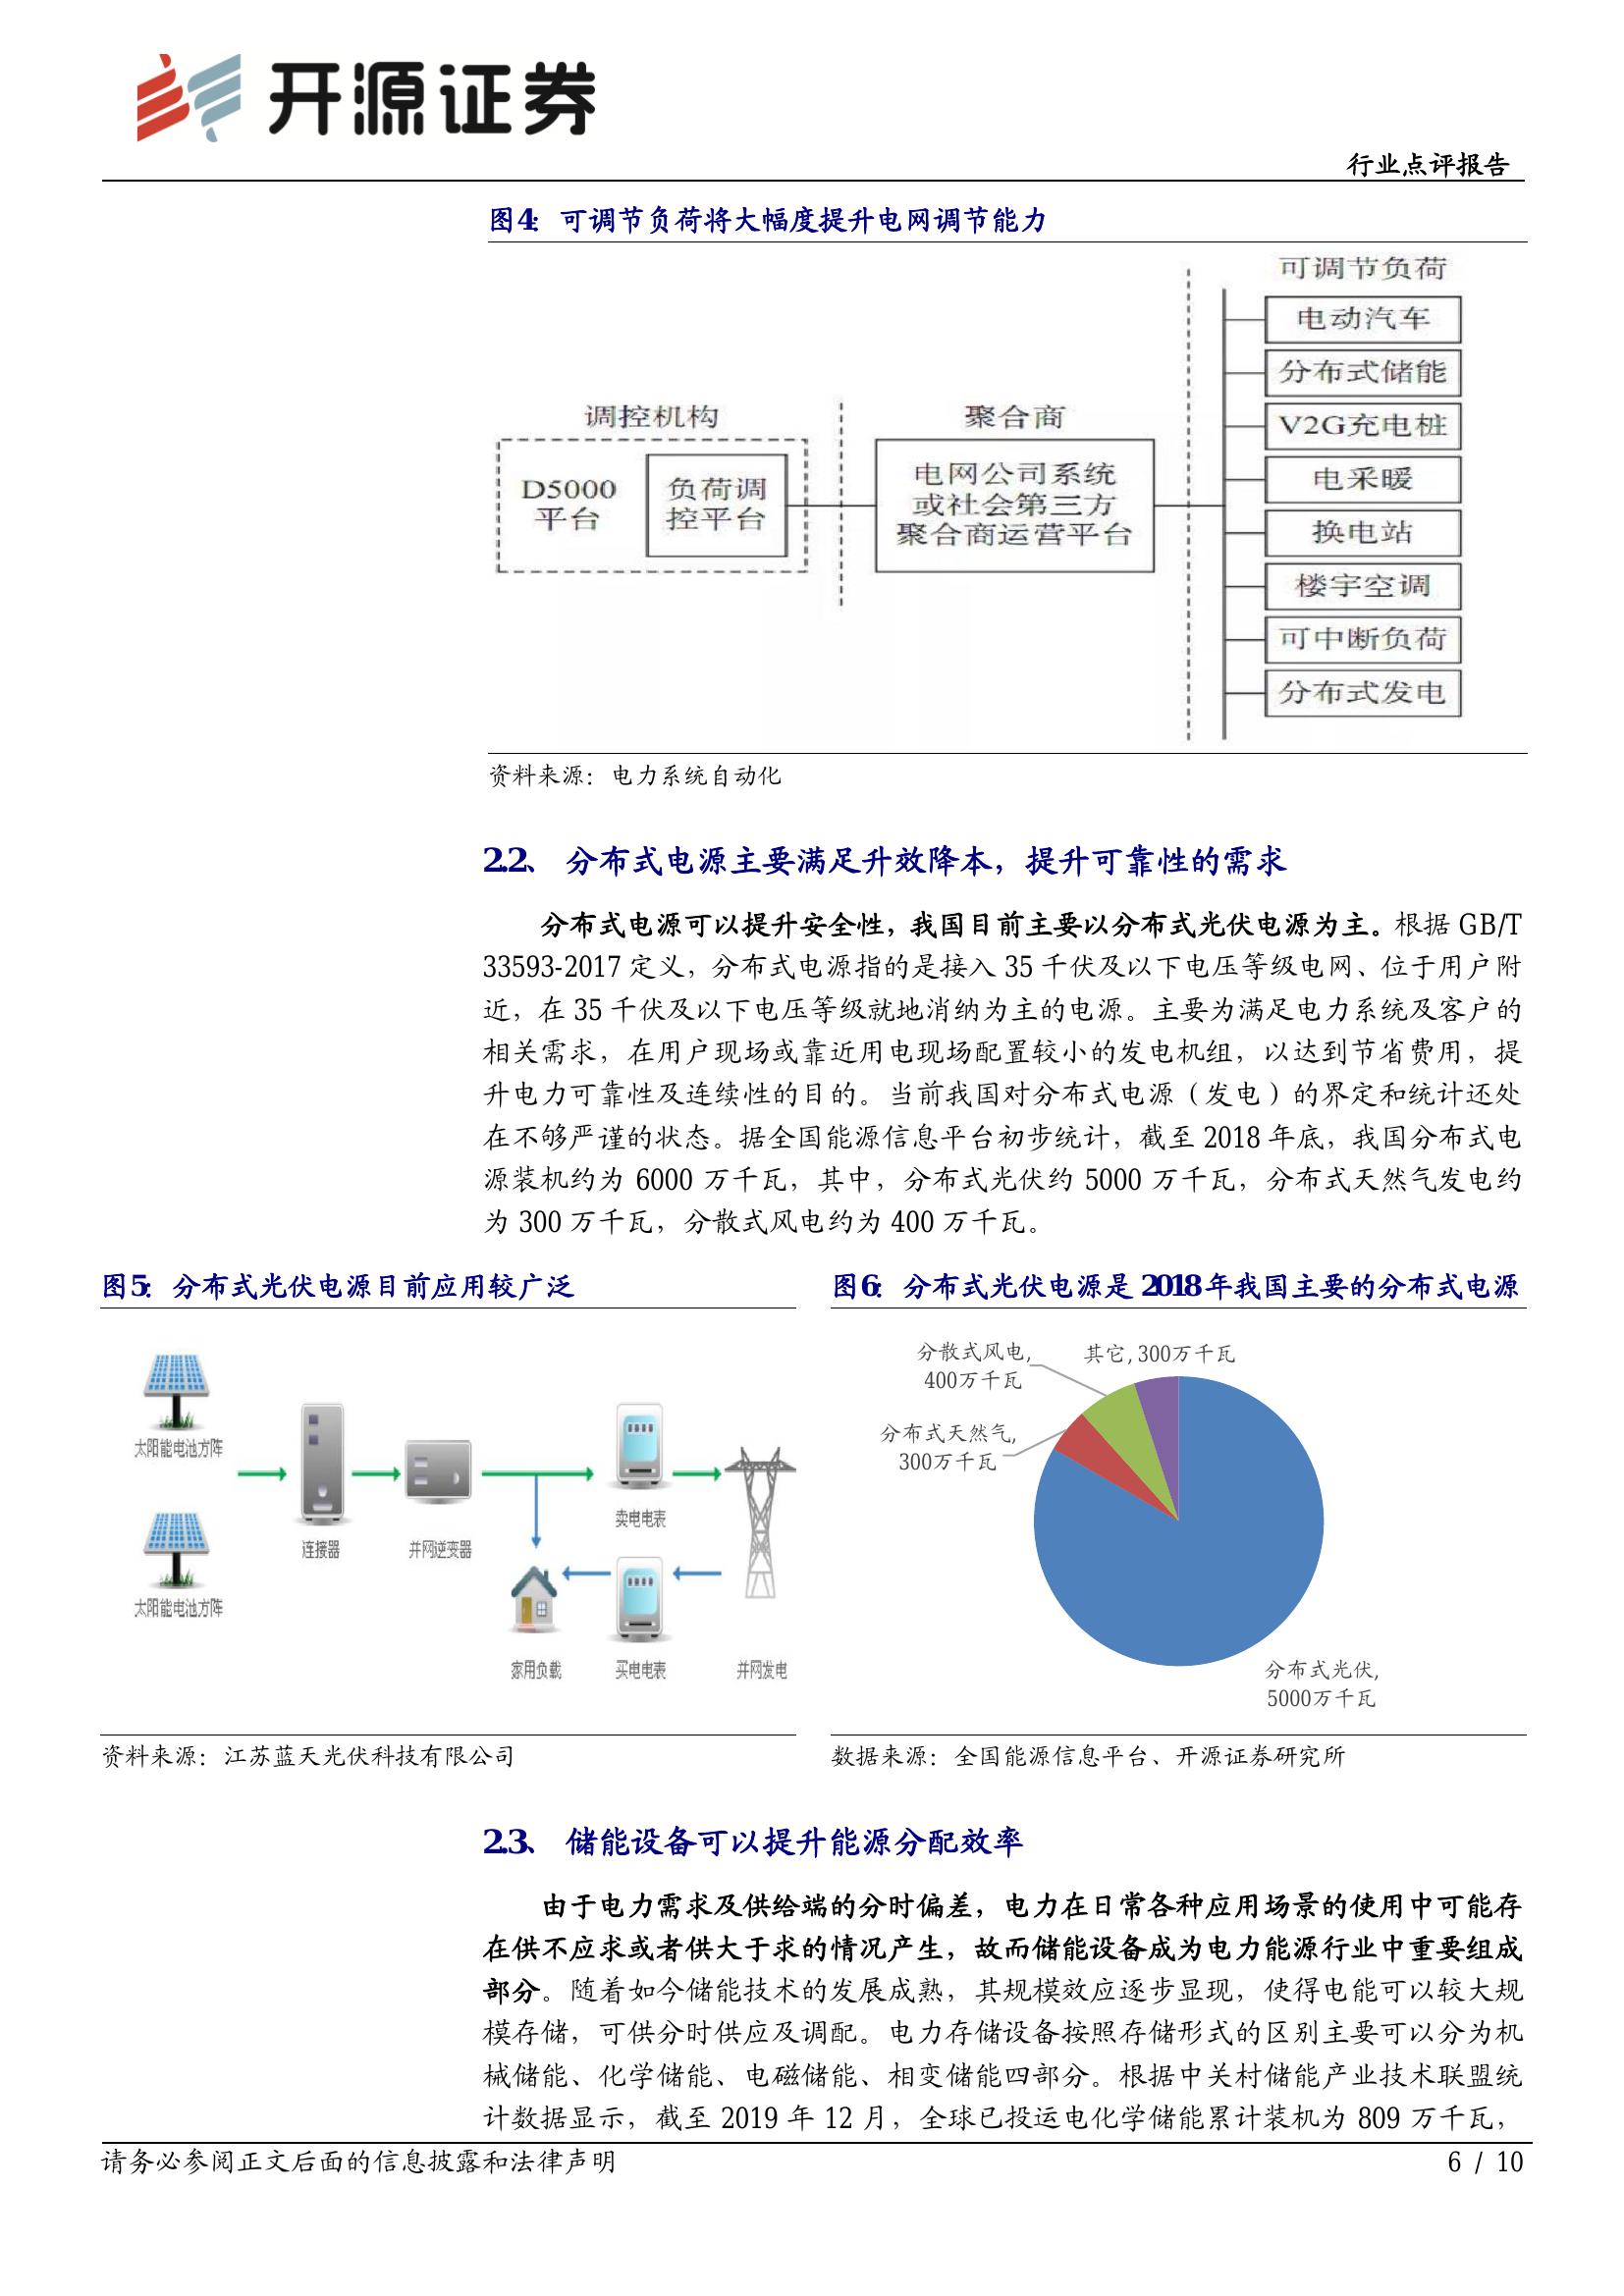 开源证券
行业点评报告
图4: 可调节负荷将大幅度提升电网调节能力
可调节负荷
电动汽车
分布式储能
V2G充电桩
电采暖
换电站
楼宇空调
可中断负荷
分布式发电
调控机构
D5000
平台
负荷调
控平台
聚合商
电网公司系统
或社会第三方
聚合商运营平台
资料来源：电力系统自动化
2.2、 分布式电源主要满足升效降本，提升可靠性的需求
分布式电源可以提升安全性，我国目前主要以分布式光伏电源为主。根据 GB/T
33593-2017 定义，分布式电源指的是接入 35 千伏及以下电压等级电网、位于用户附
近，在 35 千伏及以下电压等级就地消纳为主的电源。主要为满足电力系统及客户的
相关需求，在用户现场或靠近用电现场配置较小的发电机组，以达到节省费用，提
升电力可靠性及连续性的目的。当前我国对分布式电源（发电）的界定和统计还处
在不够严谨的状态。据全国能源信息平台初步统计，截至 2018 年底，我国分布式电
源装机约为 6000 万千瓦，其中，分布式光伏约 5000 万千瓦，分布式天然气发电约
为 300 万千瓦，分散式风电约为 400 万千瓦。
图5: 分布式光伏电源目前应用较广泛
太阳能电池方阵
太阳能电池方阵
连接器
并网逆变器
卖电电表
家用负载
买电电表
并网发电
资料来源：江苏蓝天光伏科技有限公司
图6: 分布式光伏电源是 2018 年我国主要的分布式电源
分散式风电,
400万千瓦
其它, 300万千瓦
分布式天然气,
300万千瓦
分布式光伏,
5000万千瓦
数据来源：全国能源信息平台、开源证券研究所
2.3、 储能设备可以提升能源分配效率
由于电力需求及供给端的分时偏差，电力在日常各种应用场景的使用中可能存
在供不应求或者供大于求的情况产生，故而储能设备成为电力能源行业中重要组成
部分。随着如今储能技术的发展成熟，其规模效应逐步显现，使得电能可以较大规
模存储，可供分时供应及调配。电力存储设备按照存储形式的区别主要可以分为机
械储能、化学储能、电磁储能、相变储能四部分。根据中关村储能产业技术联盟统
计数据显示，截至 2019 年 12 月，全球已投运电化学储能累计装机为 809 万千瓦，
请务必参阅正文后面的信息披露和法律声明
6 / 10